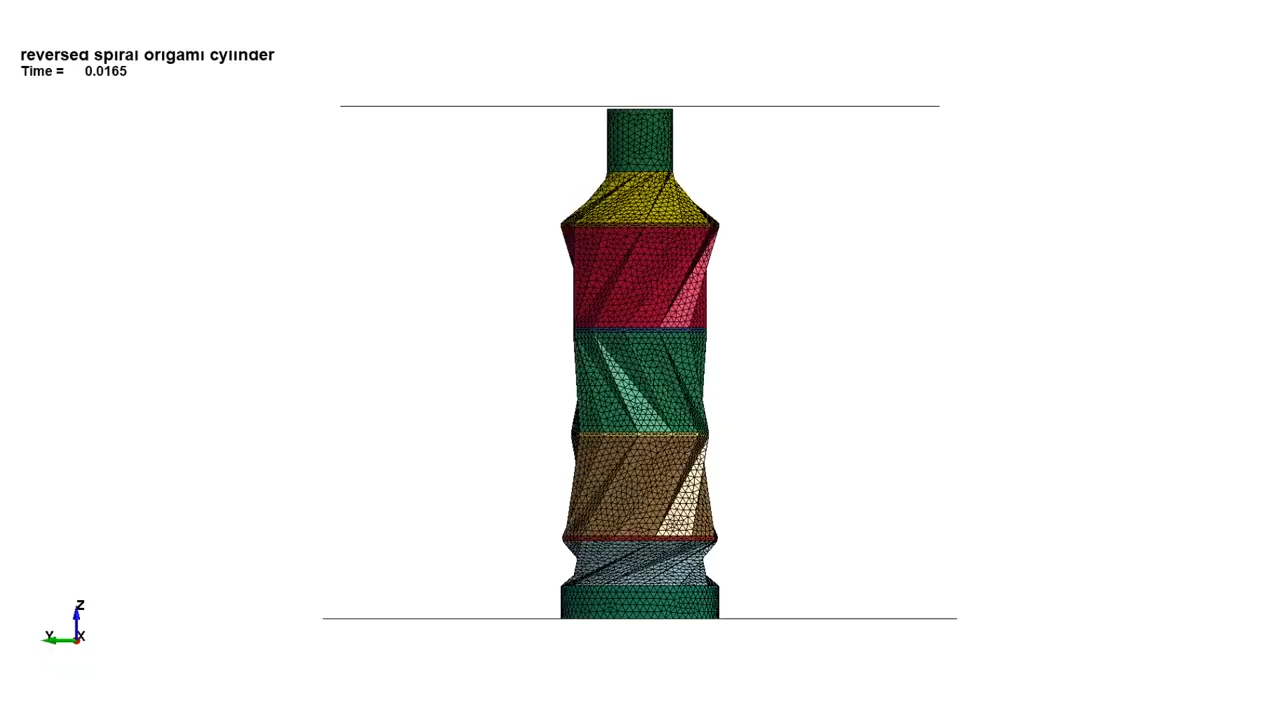 reversed spiral origami cylinder
Time = 0.0165
Z
Y X